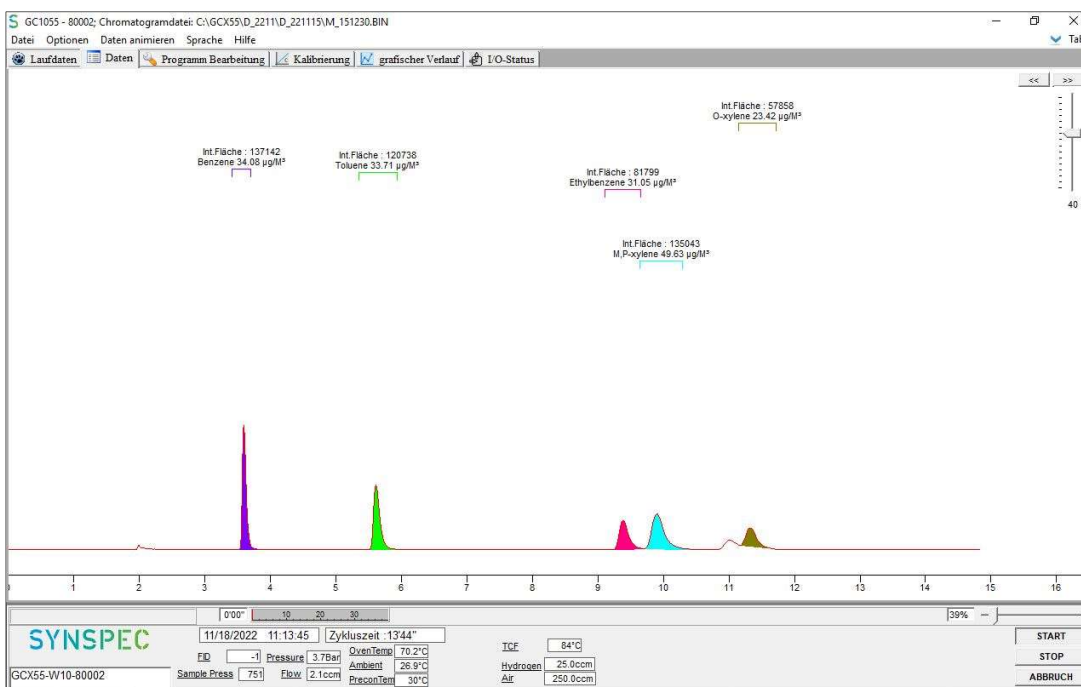 GC1055 - 80002; Chromatogramdatei: C:\GCX55\D_2211\D_221115\M_151230.BIN
Datei Optionen Daten animieren Sprache Hilfe
Tab
Laufdaten Daten Programm Bearbeitung Kalibrierung grafischer Verlauf I/O-Status
<< >>
Int.Fläche : 57858
O-xylene 23.42 µg/M³
Int.Fläche : 137142
Benzene 34.08 µg/M³
Int.Fläche : 120738
Toluene 33.71 µg/M³
Int.Fläche : 81799
Ethylbenzene 31.05 µg/M³
40
Int.Fläche : 135043
M,P-xylene 49.63 µg/M³
1 2 3 4 5 6 7 8 9 10 11 12 13 14 15 16
0'00" 10 20 30 39%
SYNSPEC
11/18/2022 11:13:45 Zykluszeit :13'44"
START
FID -1 Pressure 3.7Bar OvenTemp 70.2°C TCF 84°C
STOP
Ambient 26.9°C Hydrogen 25.0ccm
GCX55-W10-80002 Sample Press 751 Flow 2.1ccm PreconTem 30°C Air 250.0ccm
ABBRUCH